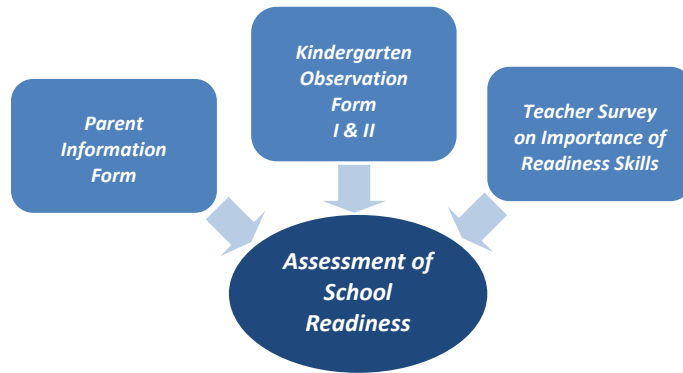 Parent
Information
Form
Kindergarten
Observation
Form
I & II
Teacher Survey
on Importance of
Readiness Skills
Assessment of
School
Readiness